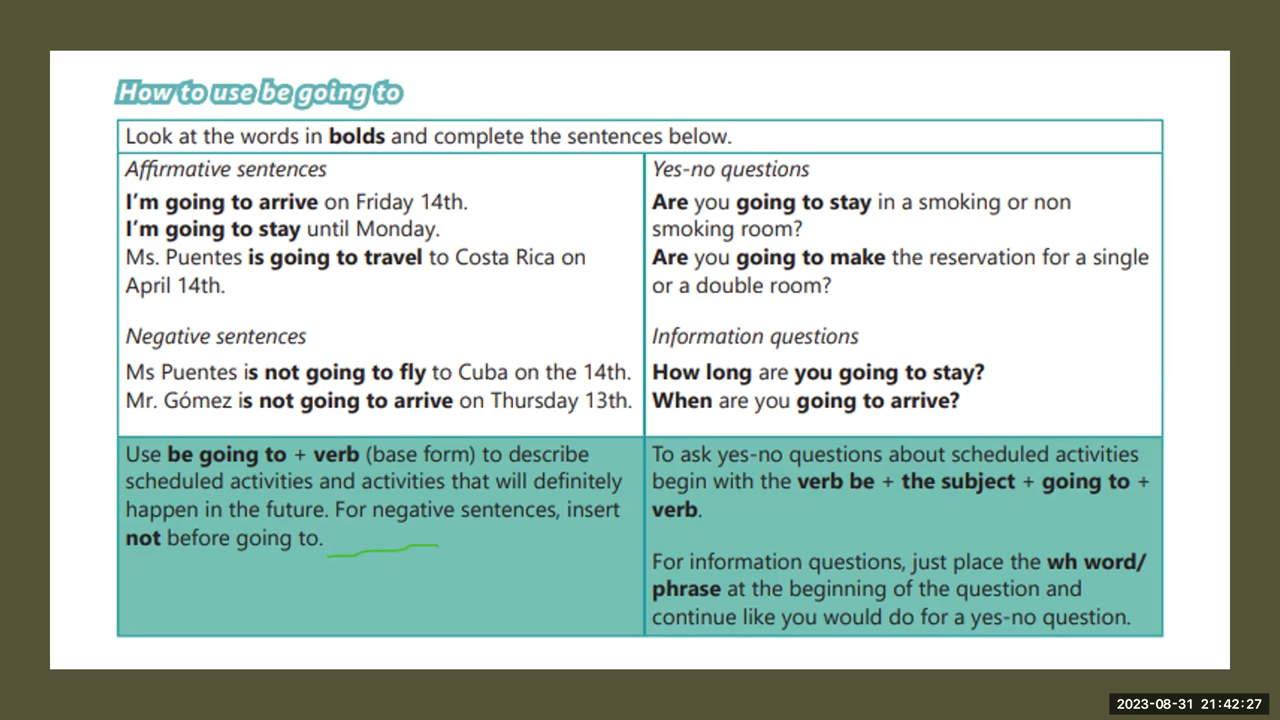 How to use be going to
Look at the words in bolds and complete the sentences below.
Affirmative sentences
I'm going to arrive on Friday 14th.
I'm going to stay until Monday.
Ms. Puentes is going to travel to Costa Rica on
April 14th.
Negative sentences
Ms Puentes is not going to fly to Cuba on the 14th.
Mr. Gómez is not going to arrive on Thursday 13th.
Yes-no questions
Are you going to stay in a smoking or non
smoking room?
Are you going to make the reservation for a single
or a double room?
Information questions
How long are you going to stay?
When are you going to arrive?
Use be going to + verb (base form) to describe
scheduled activities and activities that will definitely
happen in the future. For negative sentences, insert
not before going to.
To ask yes-no questions about scheduled activities
begin with the verb be + the subject + going to +
verb.
For information questions, just place the wh word/
phrase at the beginning of the question and
continue like you would do for a yes-no question.
2023-08-31 21:42:27